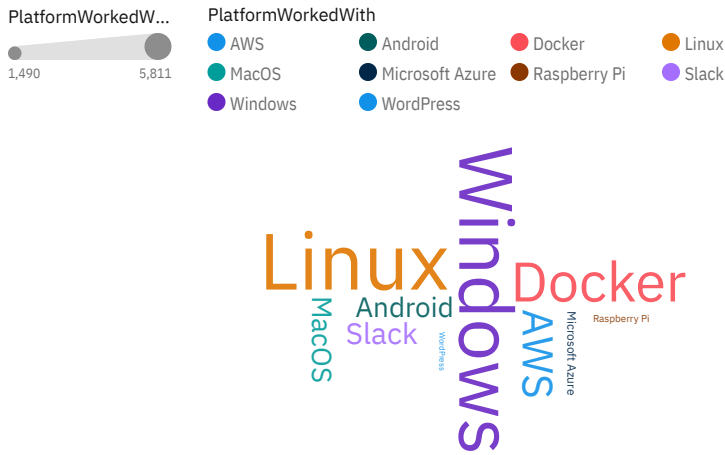 PlatformWorkedW...
1,490 5,811
PlatformWorkedWith
AWS Android Docker Linux
MacOS Microsoft Azure Raspberry Pi Slack
Windows WordPress
Windows
Linux
Docker
Android
MacOS
Slack
WordPress
AWS
Microsoft Azure
Raspberry Pi